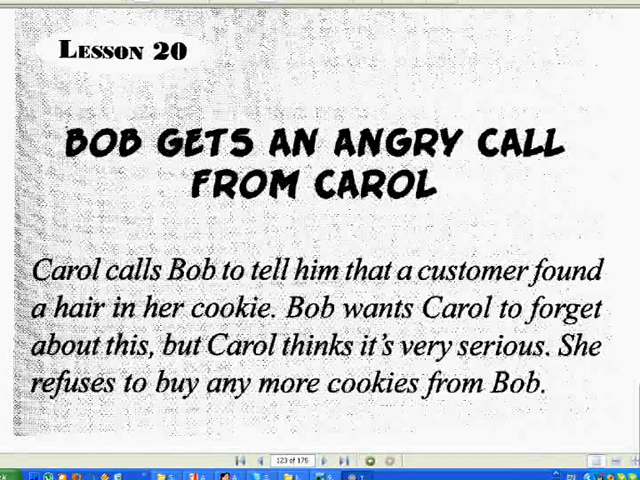 LESSON 20
BOB GETS AN ANGRY CALL
FROM CAROL
Carol calls Bob to tell him that a customer found
a hair in her cookie. Bob wants Carol to forget
about this, but Carol thinks it's very serious. She
refuses to buy any more cookies from Bob.
123 of 175